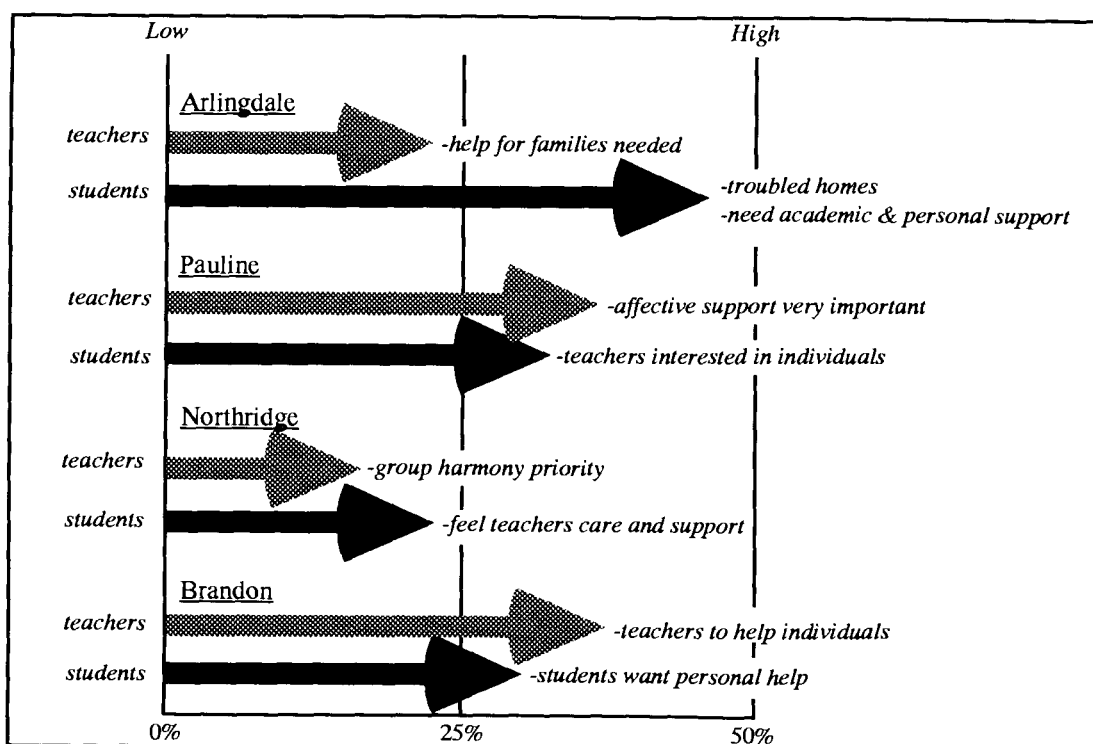 Low High
Arlingdale
teachers -help for families needed
students -troubled homes
-need academic & personal support
Pauline
teachers -affective support very important
students -teachers interested in individuals
Northridge
teachers -group harmony priority
students -feel teachers care and support
Brandon
teachers -teachers to help individuals
students -students want personal help
0% 25% 50%